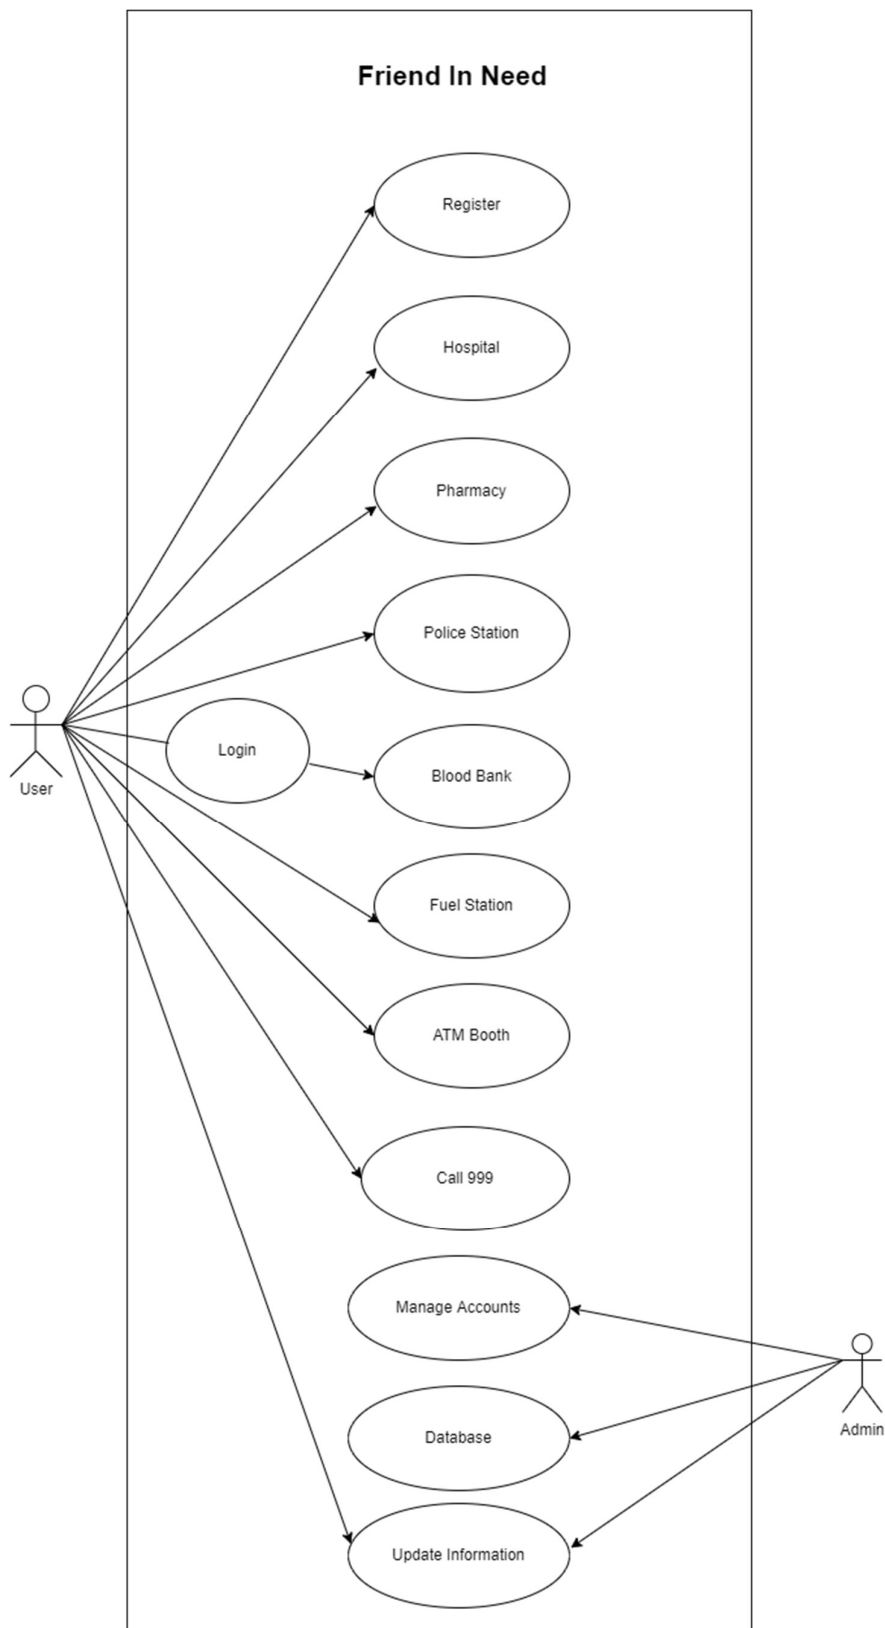 Friend In Need
Register
Hospital
Pharmacy
Police Station
Login
Blood Bank
User
Fuel Station
ATM Booth
Call 999
Manage Accounts
Admin
Database
Update Information